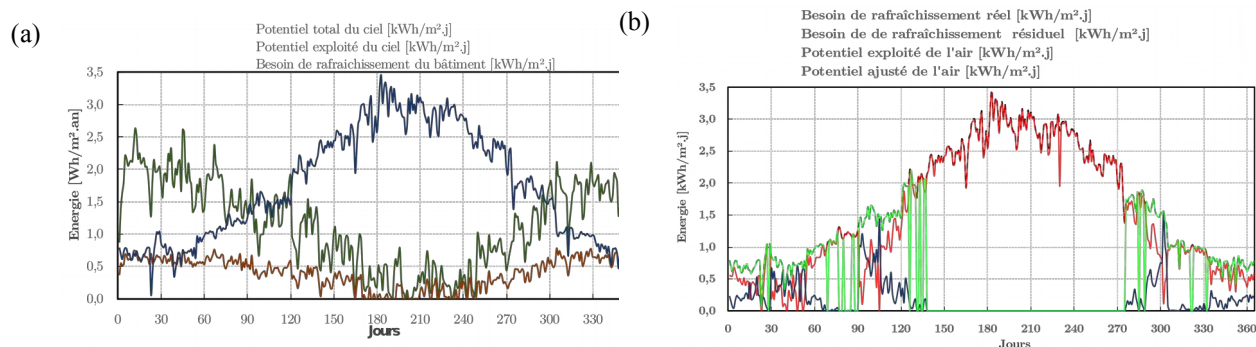 (a)
Potentiel total du ciel [kWh/m².j]
Potentiel exploité du ciel [kWh/m².j]
Besoin de rafraichissement du bâtiment [kWh/m².j]
Energie [Wh/m².an]
3,5
3,0
2,5
2,0
1,5
1,0
0,5
0,0
0 30 60 90 120 150 180 210 240 270 300 330
Jours
(b)
Besoin de rafraîchissement réel [kWh/m².j]
Besoin de de rafraîchissement résiduel [kWh/m².j]
Potentiel exploité de l'air [kWh/m².j]
Potentiel ajusté de l'air [kWh/m².j]
Energie [kWh/m².j]
3,5
3,0
2,5
2,0
1,5
1,0
0,5
0,0
0 30 60 90 120 150 180 210 240 270 300 330 360
Jours